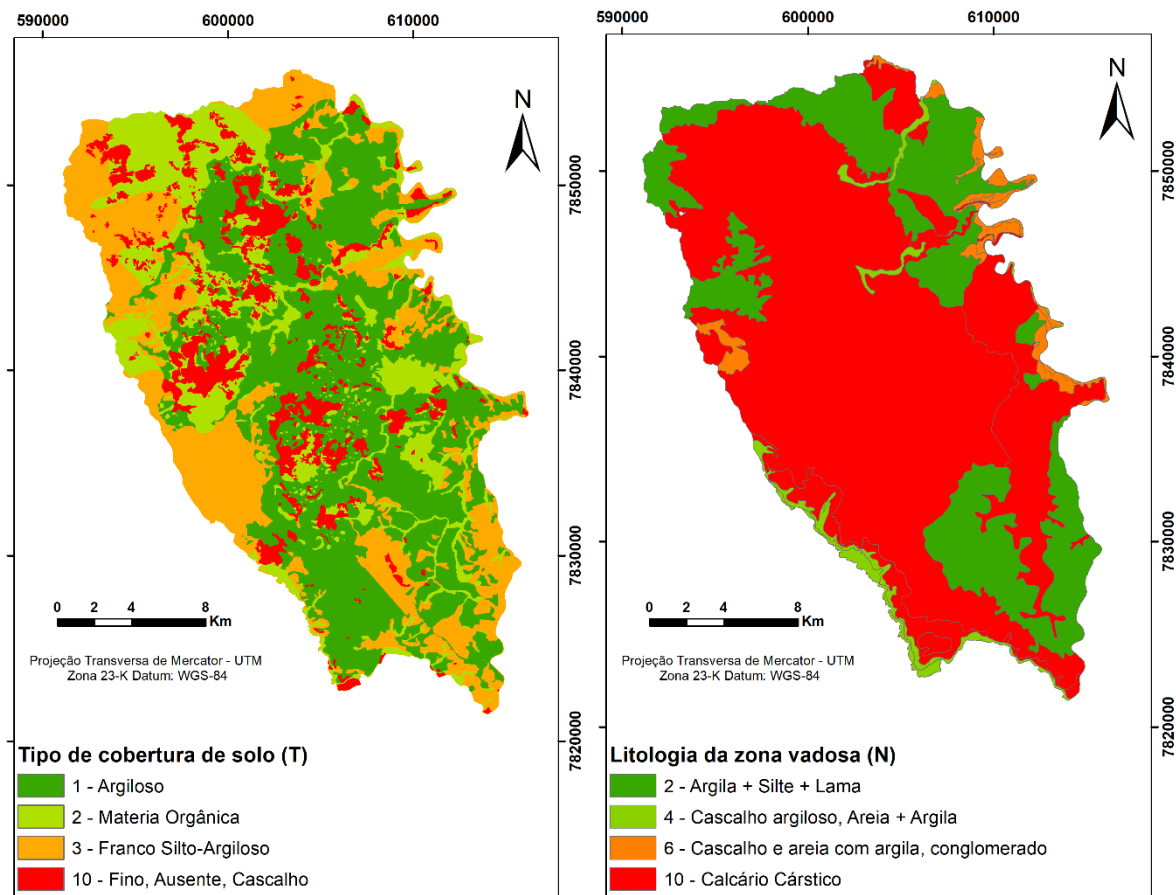 590000 600000 610000
N
7850000
7840000
7830000
7820000
0 2 4 8
Km
Projeção Transversa de Mercator - UTM
Zona 23-K Datum: WGS-84
Tipo de cobertura de solo (T)
1 - Argiloso
2 - Materia Orgânica
3 - Franco Silto-Argiloso
10 - Fino, Ausente, Cascalho
590000 600000 610000
N
7850000
7840000
7830000
7820000
0 2 4 8
Km
Projeção Transversa de Mercator - UTM
Zona 23-K Datum: WGS-84
Litologia da zona vadosa (N)
2 - Argila + Silte + Lama
4 - Cascalho argiloso, Areia + Argila
6 - Cascalho e areia com argila, conglomerado
10 - Calcário Cárstico